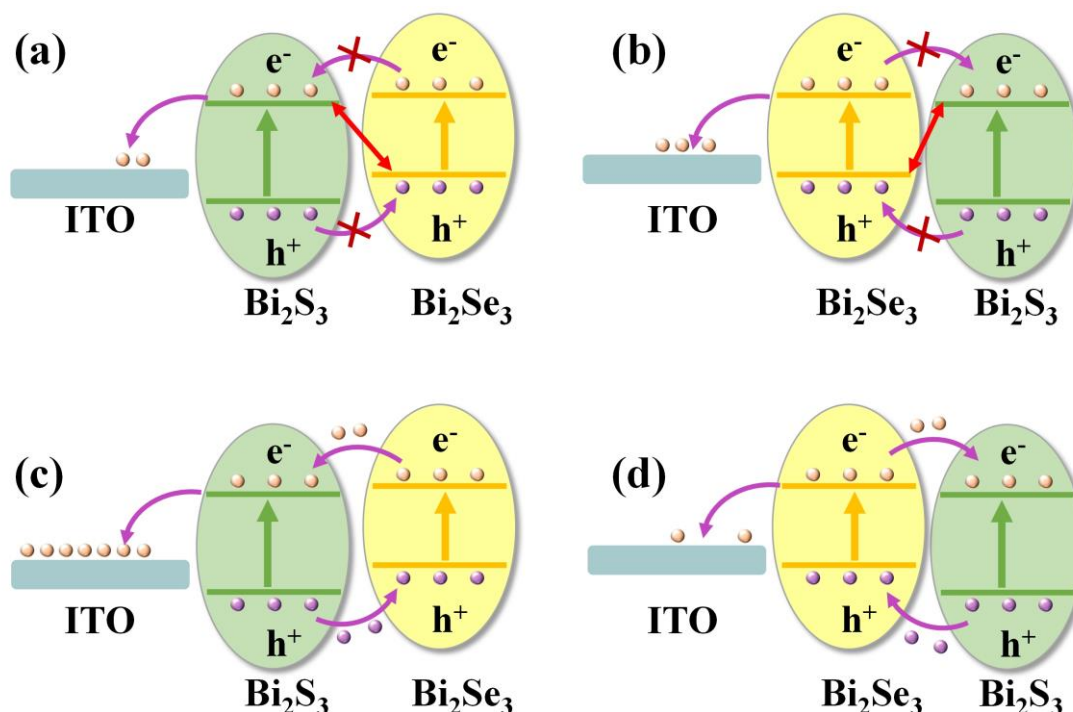 (a)
e⁻
e⁻
ITO
h⁺
h⁺
Bi₂S₃
Bi₂Se₃
(b)
e⁻
e⁻
ITO
h⁺
h⁺
Bi₂Se₃
Bi₂S₃
(c)
e⁻
e⁻
ITO
h⁺
h⁺
Bi₂S₃
Bi₂Se₃
(d)
e⁻
e⁻
ITO
h⁺
h⁺
Bi₂Se₃
Bi₂S₃